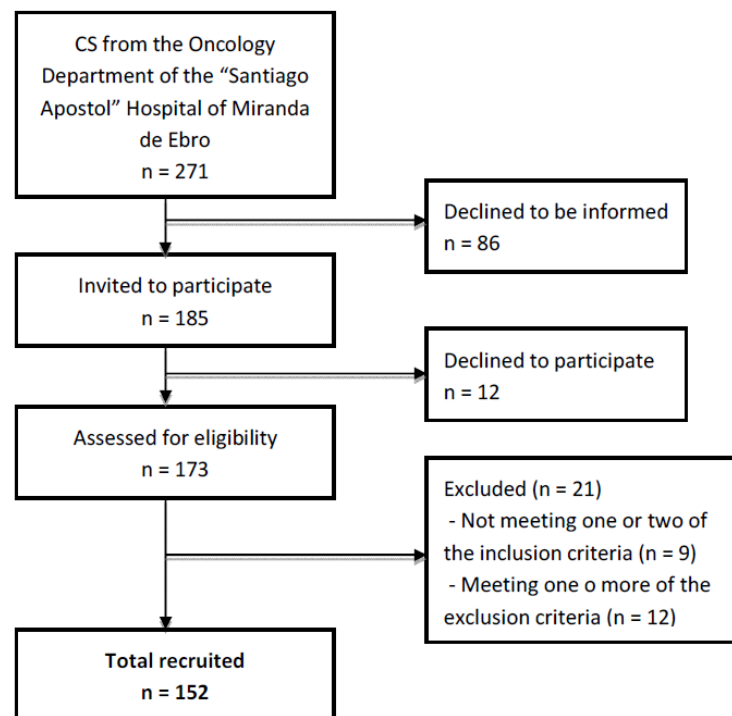 CS from the Oncology
Department of the “Santiago
Apostol” Hospital of Miranda
de Ebro
n = 271
Declined to be informed
n = 86
Invited to participate
n = 185
Declined to participate
n = 12
Assessed for eligibility
n = 173
Excluded (n = 21)
- Not meeting one or two of
the inclusion criteria (n = 9)
- Meeting one o more of the
exclusion criteria (n = 12)
Total recruited
n = 152